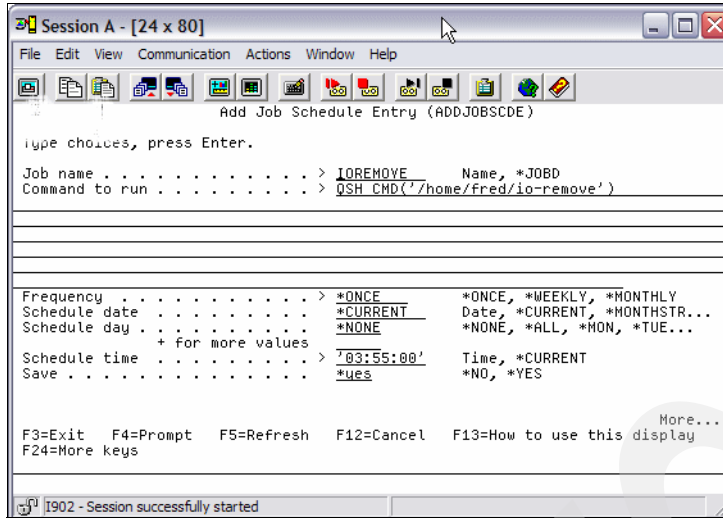 Session A - [24 x 80]
File Edit View Communication Actions Window Help
Add Job Schedule Entry (ADDJOBSCDE)
Type choices, press Enter.
Job name . . . . . . . . . . . . > IOREMOVE Name, *JOBD
Command to run . . . . . . . . . > QSH CMD('/home/fred/io-remove')
Frequency . . . . . . . . . . . > *ONCE *ONCE, *WEEKLY, *MONTHLY
Schedule date . . . . . . . . . *CURRENT Date, *CURRENT, *MONTHSTR...
Schedule day . . . . . . . . . . *NONE *NONE, *ALL, *MON, *TUE...
+ for more values
Schedule time . . . . . . . . . > '03:55:00' Time, *CURRENT
Save . . . . . . . . . . . . . . *yes *NO, *YES
More...
F3=Exit F4=Prompt F5=Refresh F12=Cancel F13=How to use this display
F24=More keys
I902 - Session successfully started